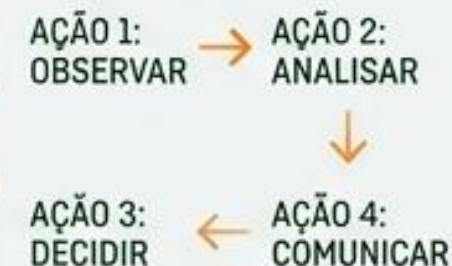 AÇÃO 1:
OBSERVAR
AÇÃO 2:
ANALISAR
AÇÃO 3:
DECIDIR
AÇÃO 4:
COMUNICAR